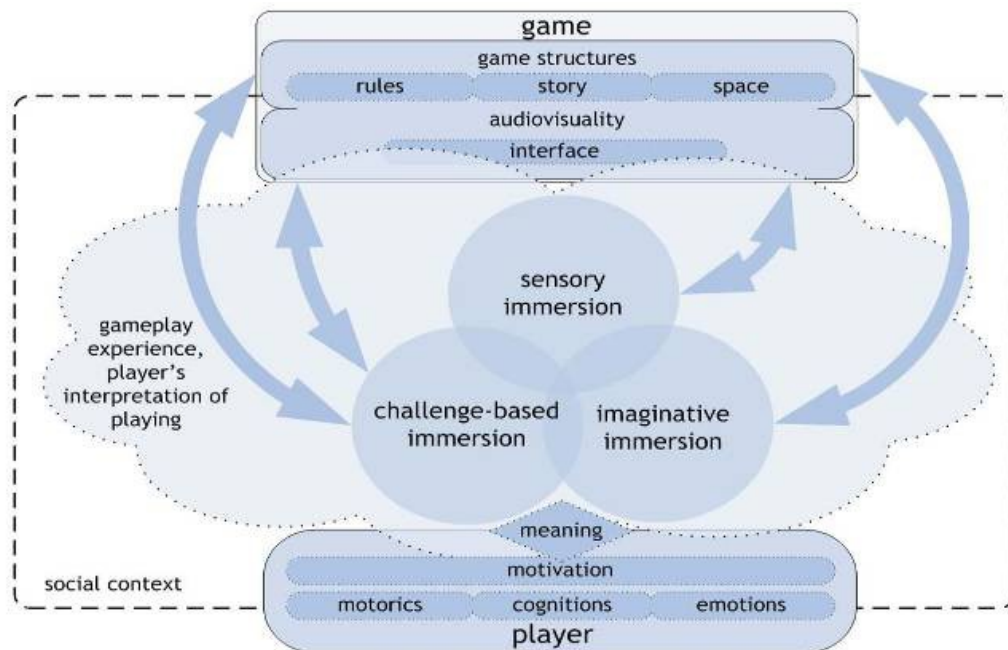 game
game structures
rules story space
audiovisuality
interface
sensory
immersion
gameplay
experience,
player's
interpretation of
playing
challenge-based
immersion
imaginative
immersion
meaning
social context
motivation
motorics cognitions emotions
player